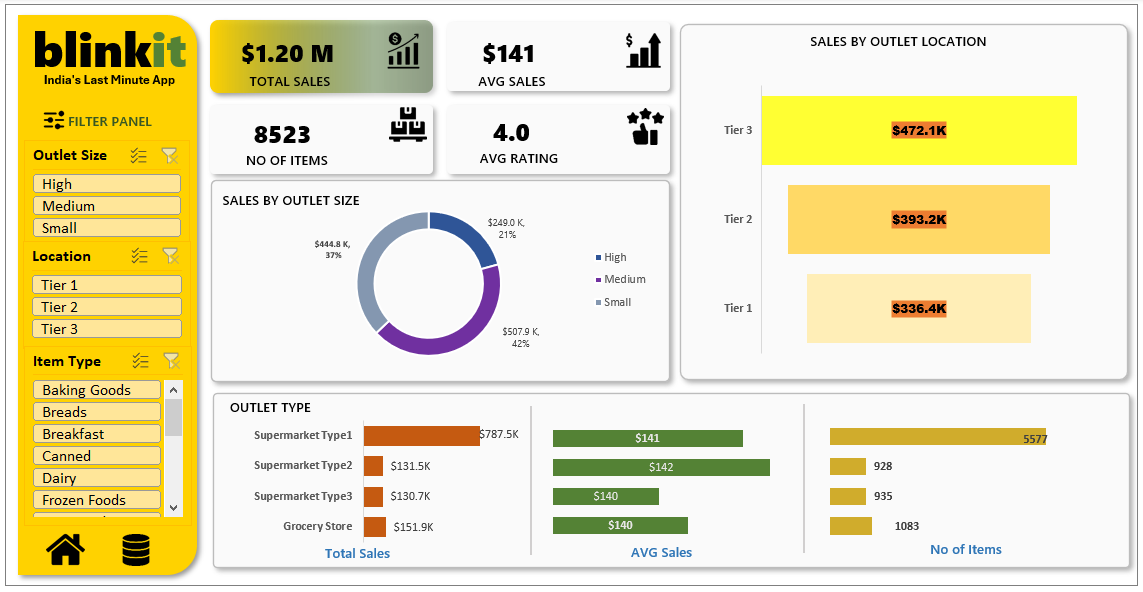 blinkit
India's Last Minute App
FILTER PANEL
Outlet Size
High
Medium
Small
Location
Tier 1
Tier 2
Tier 3
Item Type
Baking Goods
Breads
Breakfast
Canned
Dairy
Frozen Foods
$1.20 M
TOTAL SALES
$141
AVG SALES
8523
NO OF ITEMS
4.0
AVG RATING
SALES BY OUTLET SIZE
$249.0 K,
21%
$444.8 K,
37%
$507.9 K,
42%
High
Medium
Small
SALES BY OUTLET LOCATION
Tier 3 $472.1K
Tier 2 $393.2K
Tier 1 $336.4K
OUTLET TYPE
Supermarket Type1 $787.5K $141 5577
Supermarket Type2 $131.5K $142 928
Supermarket Type3 $130.7K $140 935
Grocery Store $151.9K $140 1083
Total Sales AVG Sales No of Items